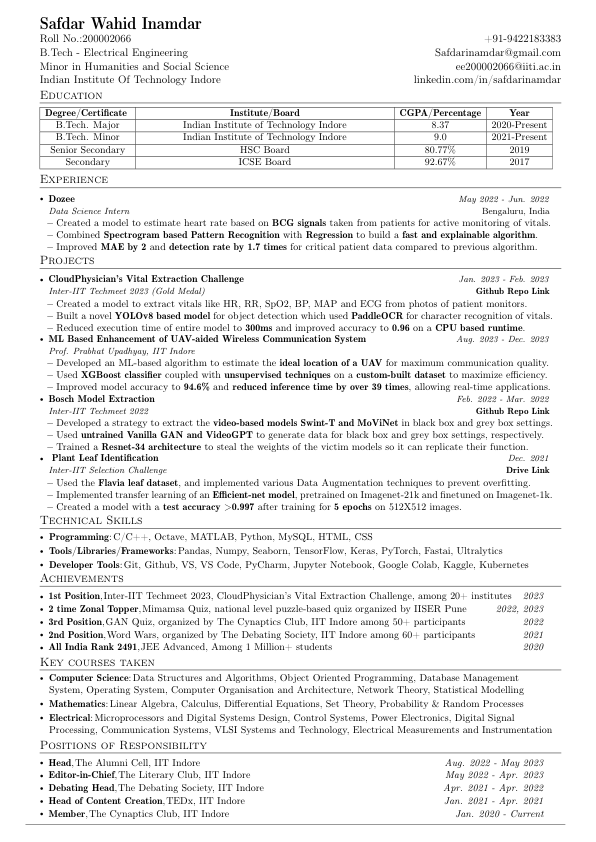 Safdar Wahid Inamdar
Roll No.:200002066 +91-9422183383
B.Tech - Electrical Engineering Safdarinamdar@gmail.com
Minor in Humanities and Social Science ee200002066@iiti.ac.in
Indian Institute Of Technology Indore linkedin.com/in/safdarinamdar
Education
Degree/Certificate Institute/Board CGPA/Percentage Year
B.Tech. Major Indian Institute of Technology Indore 8.37 2020-Present
B.Tech. Minor Indian Institute of Technology Indore 9.0 2021-Present
Senior Secondary HSC Board 80.77% 2019
Secondary ICSE Board 92.67% 2017
Experience
• Dozee May 2022 - Jun. 2022
Data Science Intern Bengaluru, India
– Created a model to estimate heart rate based on BCG signals taken from patients for active monitoring of vitals.
– Combined Spectrogram based Pattern Recognition with Regression to build a fast and explainable algorithm.
– Improved MAE by 2 and detection rate by 1.7 times for critical patient data compared to previous algorithm.
Projects
• CloudPhysician's Vital Extraction Challenge Jan. 2023 - Feb. 2023
Inter-IIT Techmeet 2023 (Gold Medal) Github Repo Link
– Created a model to extract vitals like HR, RR, SpO2, BP, MAP and ECG from photos of patient monitors.
– Built a novel YOLOv8 based model for object detection which used PaddleOCR for character recognition of vitals.
– Reduced execution time of entire model to 300ms and improved accuracy to 0.96 on a CPU based runtime.
• ML Based Enhancement of UAV-aided Wireless Communication System Aug. 2023 - Dec. 2023
Prof. Prabhat Upadhyay, IIT Indore
– Developed an ML-based algorithm to estimate the ideal location of a UAV for maximum communication quality.
– Used XGBoost classifier coupled with unsupervised techniques on a custom-built dataset to maximize efficiency.
– Improved model accuracy to 94.6% and reduced inference time by over 39 times, allowing real-time applications.
• Bosch Model Extraction Feb. 2022 - Mar. 2022
Inter-IIT Techmeet 2022 Github Repo Link
– Developed a strategy to extract the video-based models Swint-T and MoViNet in black box and grey box settings.
– Used untrained Vanilla GAN and VideoGPT to generate data for black box and grey box settings, respectively.
– Trained a Resnet-34 architecture to steal the weights of the victim models so it can replicate their function.
• Plant Leaf Identification Dec. 2021
Inter-IIT Selection Challenge Drive Link
– Used the Flavia leaf dataset, and implemented various Data Augmentation techniques to prevent overfitting.
– Implemented transfer learning of an Efficient-net model, pretrained on Imagenet-21k and finetuned on Imagenet-1k.
– Created a model with a test accuracy >0.997 after training for 5 epochs on 512X512 images.
Technical Skills
• Programming: C/C++, Octave, MATLAB, Python, MySQL, HTML, CSS
• Tools/Libraries/Frameworks: Pandas, Numpy, Seaborn, TensorFlow, Keras, PyTorch, Fastai, Ultralytics
• Developer Tools: Git, Github, VS, VS Code, PyCharm, Jupyter Notebook, Google Colab, Kaggle, Kubernetes
Achievements
• 1st Position,Inter-IIT Techmeet 2023, CloudPhysician's Vital Extraction Challenge, among 20+ institutes 2023
• 2 time Zonal Topper,Mimamsa Quiz, national level puzzle-based quiz organized by IISER Pune 2022, 2023
• 3rd Position,GAN Quiz, organized by The Cynaptics Club, IIT Indore among 50+ participants 2022
• 2nd Position,Word Wars, organized by The Debating Society, IIT Indore among 60+ participants 2021
• All India Rank 2491,JEE Advanced, Among 1 Million+ students 2020
Key courses taken
• Computer Science: Data Structures and Algorithms, Object Oriented Programming, Database Management
System, Operating System, Computer Organisation and Architecture, Network Theory, Statistical Modelling
• Mathematics: Linear Algebra, Calculus, Differential Equations, Set Theory, Probability & Random Processes
• Electrical: Microprocessors and Digital Systems Design, Control Systems, Power Electronics, Digital Signal
Processing, Communication Systems, VLSI Systems and Technology, Electrical Measurements and Instrumentation
Positions of Responsibility
• Head,The Alumni Cell, IIT Indore Aug. 2022 - May 2023
• Editor-in-Chief,The Literary Club, IIT Indore May 2022 - Apr. 2023
• Debating Head,The Debating Society, IIT Indore Apr. 2021 - Apr. 2022
• Head of Content Creation,TEDx, IIT Indore Jan. 2021 - Apr. 2021
• Member,The Cynaptics Club, IIT Indore Jan. 2020 - Current